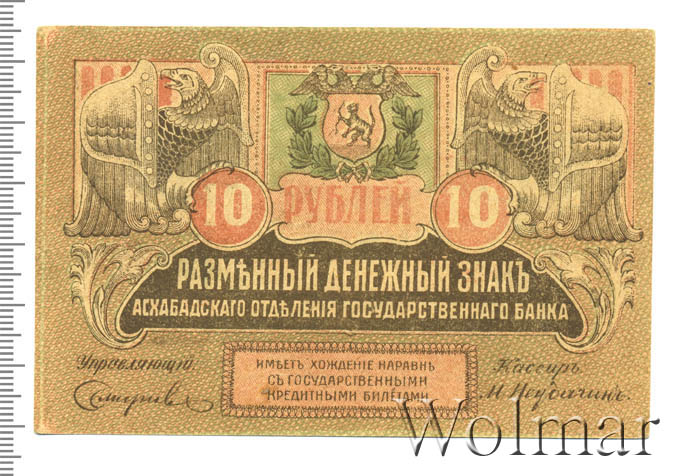 10 РУБЛЕЙ 10
РАЗМѢННЫЙ ДЕНЕЖНЫЙ ЗНАКЪ
АСХАБАДСКАГО ОТДѢЛЕНІЯ ГОСУДАРСТВЕННАГО БАНКА
Управляющій
ИМѢЕТЪ ХОЖДЕНІЕ НАРАВНѢ
СЪ ГОСУДАРСТВЕННЫМИ
КРЕДИТНЫМИ БИЛЕТАМИ
Кассиръ
Wolmar